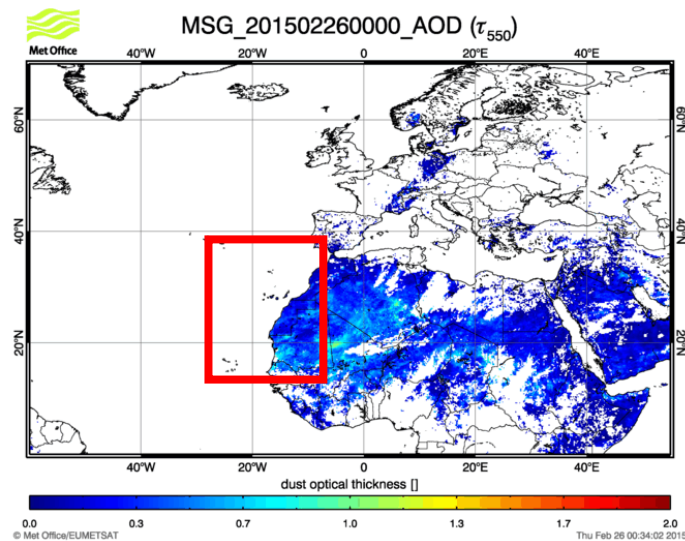 Met Office
MSG_201502260000_AOD (τ550)
40°W 20°W 0 20°E 40°E
60°N 60°N
40°N 40°N
20°N 20°N
40°W 20°W 0 20°E 40°E
dust optical thickness []
0.0 0.3 0.7 1.0 1.3 1.7 2.0
© Met Office/EUMETSAT Thu Feb 26 00:34:02 2015